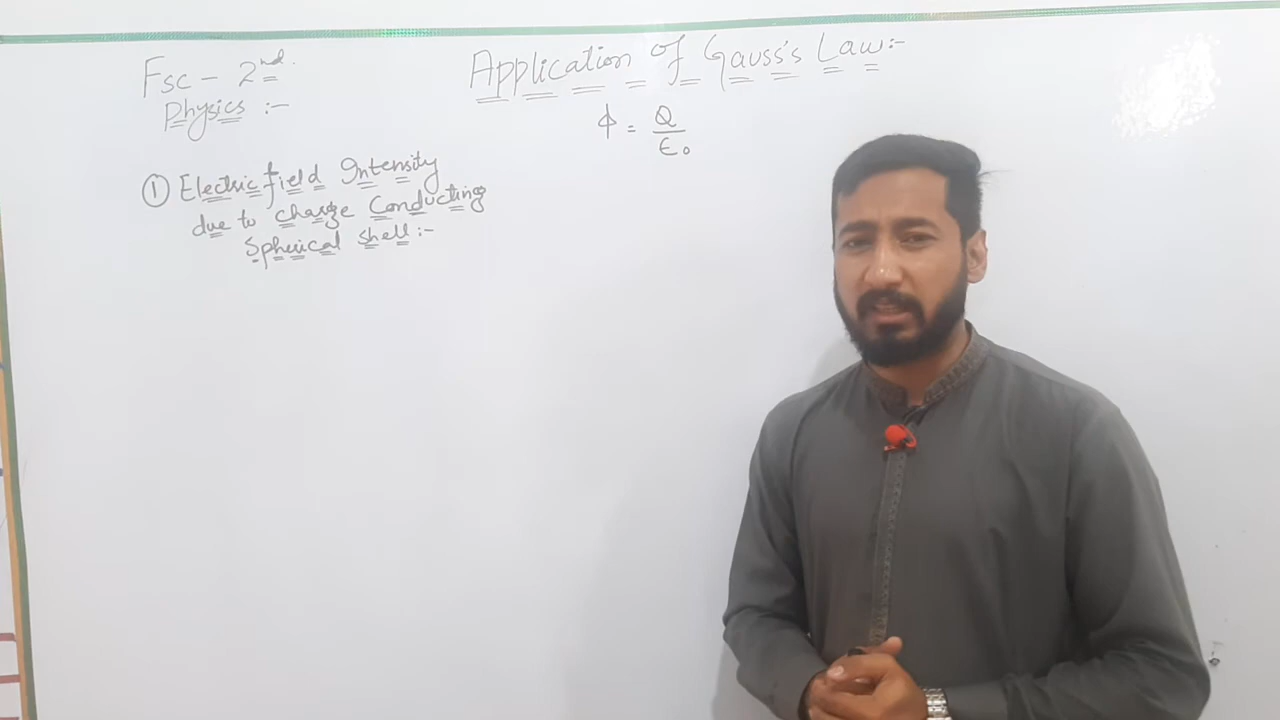 Fsc - 2nd.
Physics :-
Application of Gauss's Law:-
ϕ = Q/ε₀
① Electric field Intensity
due to charge Conducting
Spherical shell :-